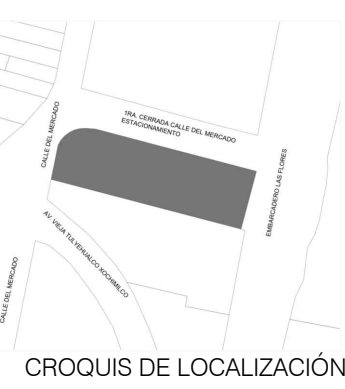 1RA. CERRADA CALLE DEL MERCADO
ESTACIONAMIENTO
CALLE DEL MERCADO
EMBARCADERO LAS FLORES
AV. VIEJA TULYEHUALCO XOCHIMILCO
CALLE DEL MERCADO
CROQUIS DE LOCALIZACIÓN